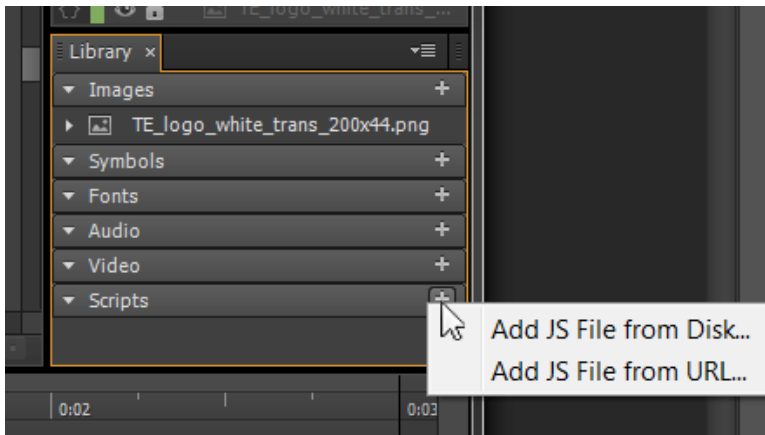 TE_logo_white_trans_...
Library ×
Images
TE_logo_white_trans_200x44.png
Symbols
Fonts
Audio
Video
Scripts
Add JS File from Disk...
Add JS File from URL...
0:02
0:03